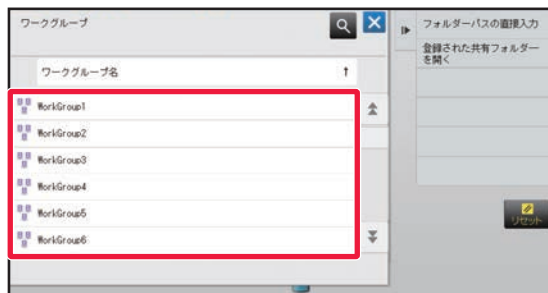 ワークグループ
ワークグループ名
WorkGroup1
WorkGroup2
WorkGroup3
WorkGroup4
WorkGroup5
WorkGroup6
フォルダーパスの直接入力
登録された共有フォルダー
を開く
リセット